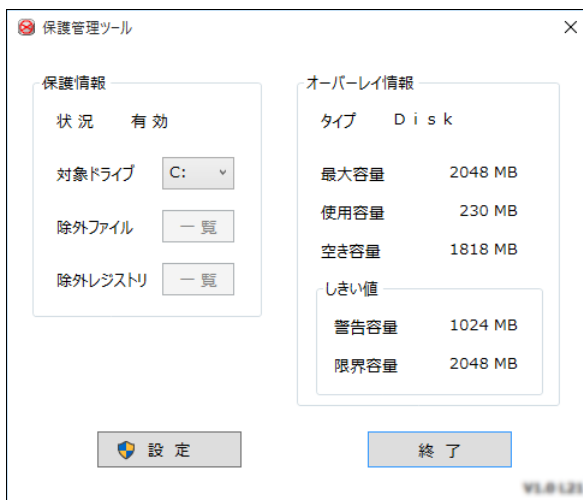 保護管理ツール
保護情報
状 況 有 効
対象ドライブ C:
除外ファイル 一 覧
除外レジストリ 一 覧
オーバーレイ情報
タイプ Ｄｉｓｋ
最大容量 2048 MB
使用容量 230 MB
空き容量 1818 MB
しきい値
警告容量 1024 MB
限界容量 2048 MB
設 定
終 了